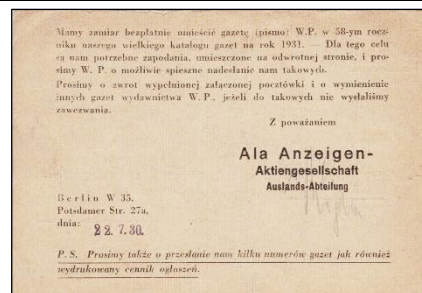 Mamy zamiar bezpłatnie umieścić gazetę (pismo) W.P. w 58-ym rocz-
niku naszego wielkiego katalogu gazet na rok 1931. — Dla tego celu
są nam potrzebne zapodania, umieszczone na odwrotnej stronie, i pro-
simy W. P. o możliwie spieszne nadesłanie nam takowych.
Prosimy o zwrot wypełnionej załączonej pocztówki i o wymienienie
innych gazet wydawnictwa W. P., jeżeli do takowych nie wysłaliśmy
zawezwania.
Z poważaniem
Ala Anzeigen-
Aktiengesellschaft
Auslands-Abteilung
Berlin W 35,
Potsdamer Str. 27a,
dnia: 22. 7. 30.
P. S. Prosimy także o przesłanie nam kilku numerów gazet jak również
wydrukowany cennik ogłoszeń.